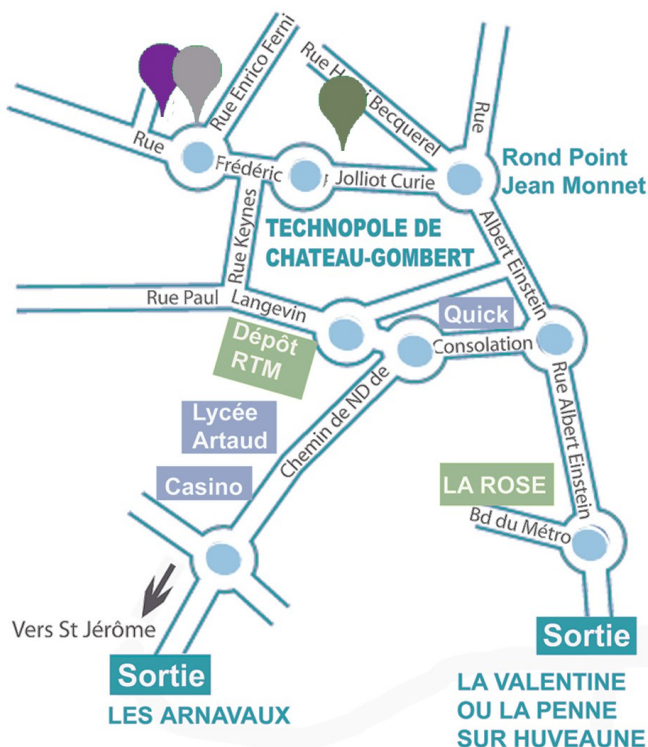 Rue Enrico Ferni
Rue H i Becquerel
Rue
Rue
Frédéric
Jolliot Curie
Rond Point
Jean Monnet
Rue Keynes
TECHNOPOLE DE
CHATEAU-GOMBERT
Albert Einstein
Rue Paul Langevin
Quick
Dépôt
RTM
Consolation
Chemin de ND de
Lycée
Artaud
Casino
Rue Albert Einstein
LA ROSE
Bd du Métro
Vers St Jérôme
Sortie
LES ARNAVAUX
Sortie
LA VALENTINE
OU LA PENNE
SUR HUVEAUNE